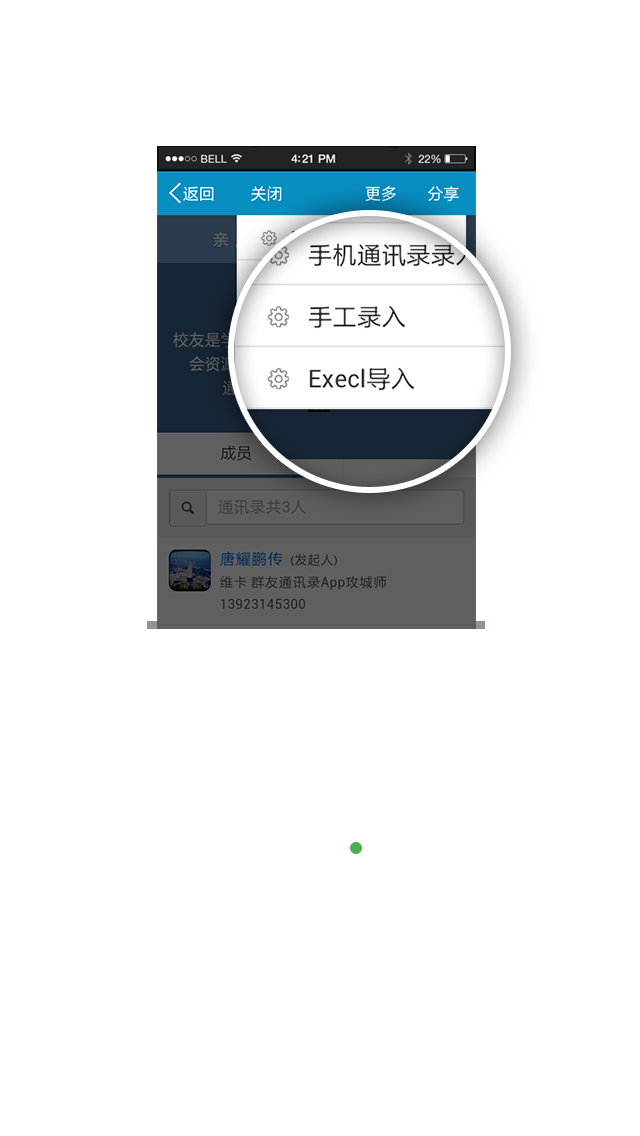 BELL 4:21 PM 22%
返回 关闭 更多 分享
亲
手机通讯录录入
手工录入
Execl导入
校友是学
会资源
通
成员
通讯录共3人
唐耀鹏传 (发起人)
维卡 群友通讯录App攻城师
13923145300